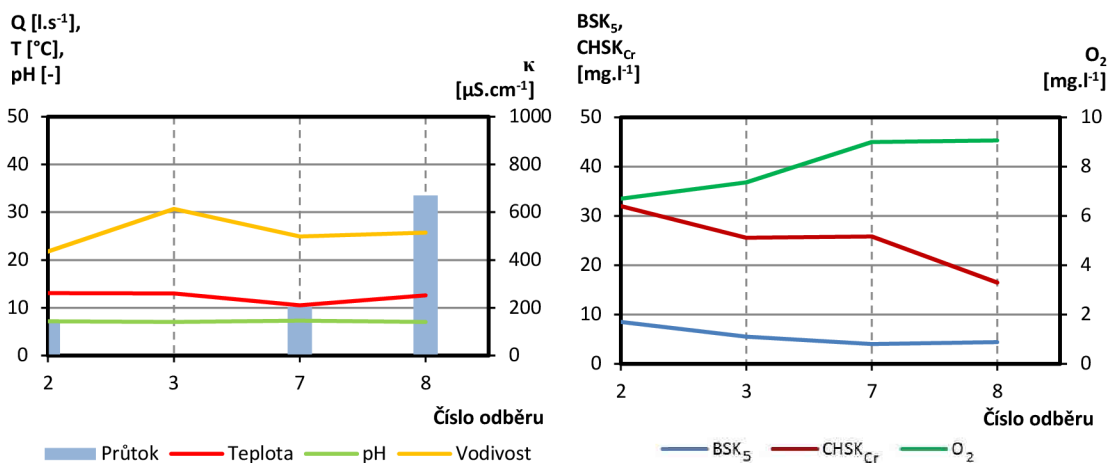 Q [l.s⁻¹],
T [°C],
pH [-]
κ
[µS.cm⁻¹]
50
40
30
20
10
0
1000
800
600
400
200
0
2 3 7 8
Číslo odběru
Průtok Teplota pH Vodivost
BSK₅,
CHSK_Cr
[mg.l⁻¹]
O₂
[mg.l⁻¹]
50
40
30
20
10
0
10
8
6
4
2
0
2 3 7 8
Číslo odběru
BSK₅ CHSK_Cr O₂